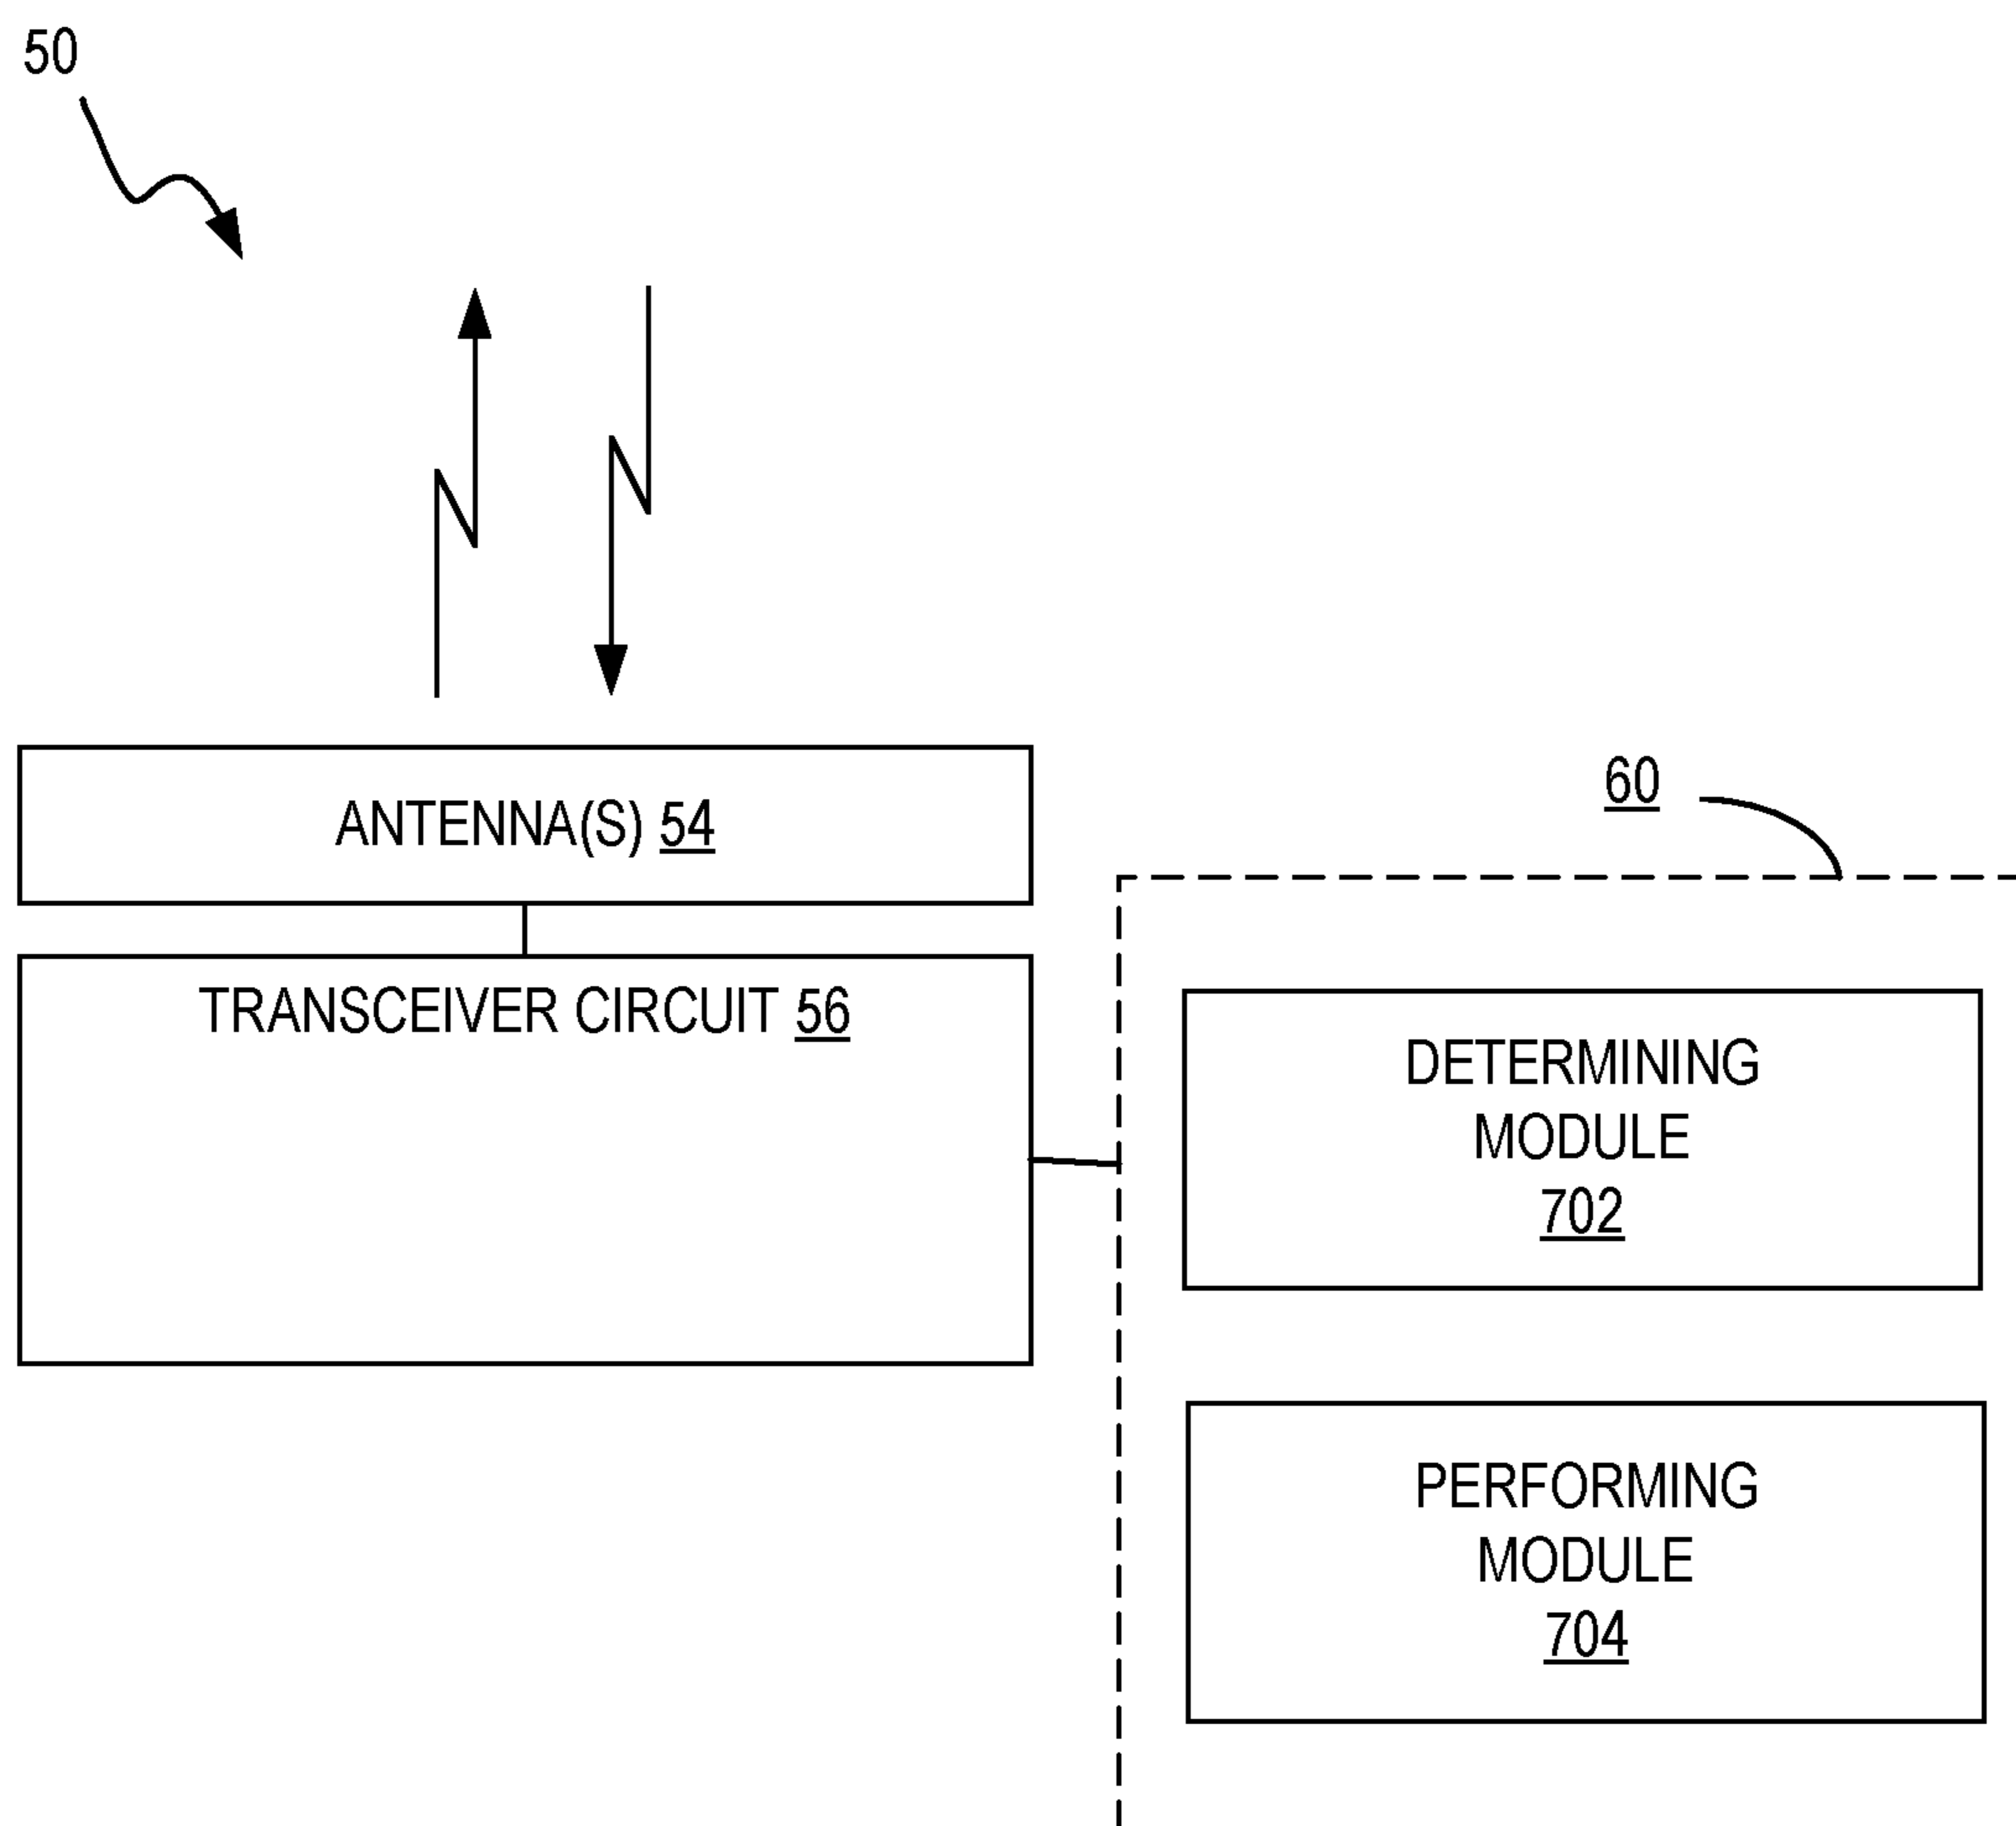 50
ANTENNA(S) 54
60
TRANSCEIVER CIRCUIT 56
DETERMINING
MODULE
702
PERFORMING
MODULE
704